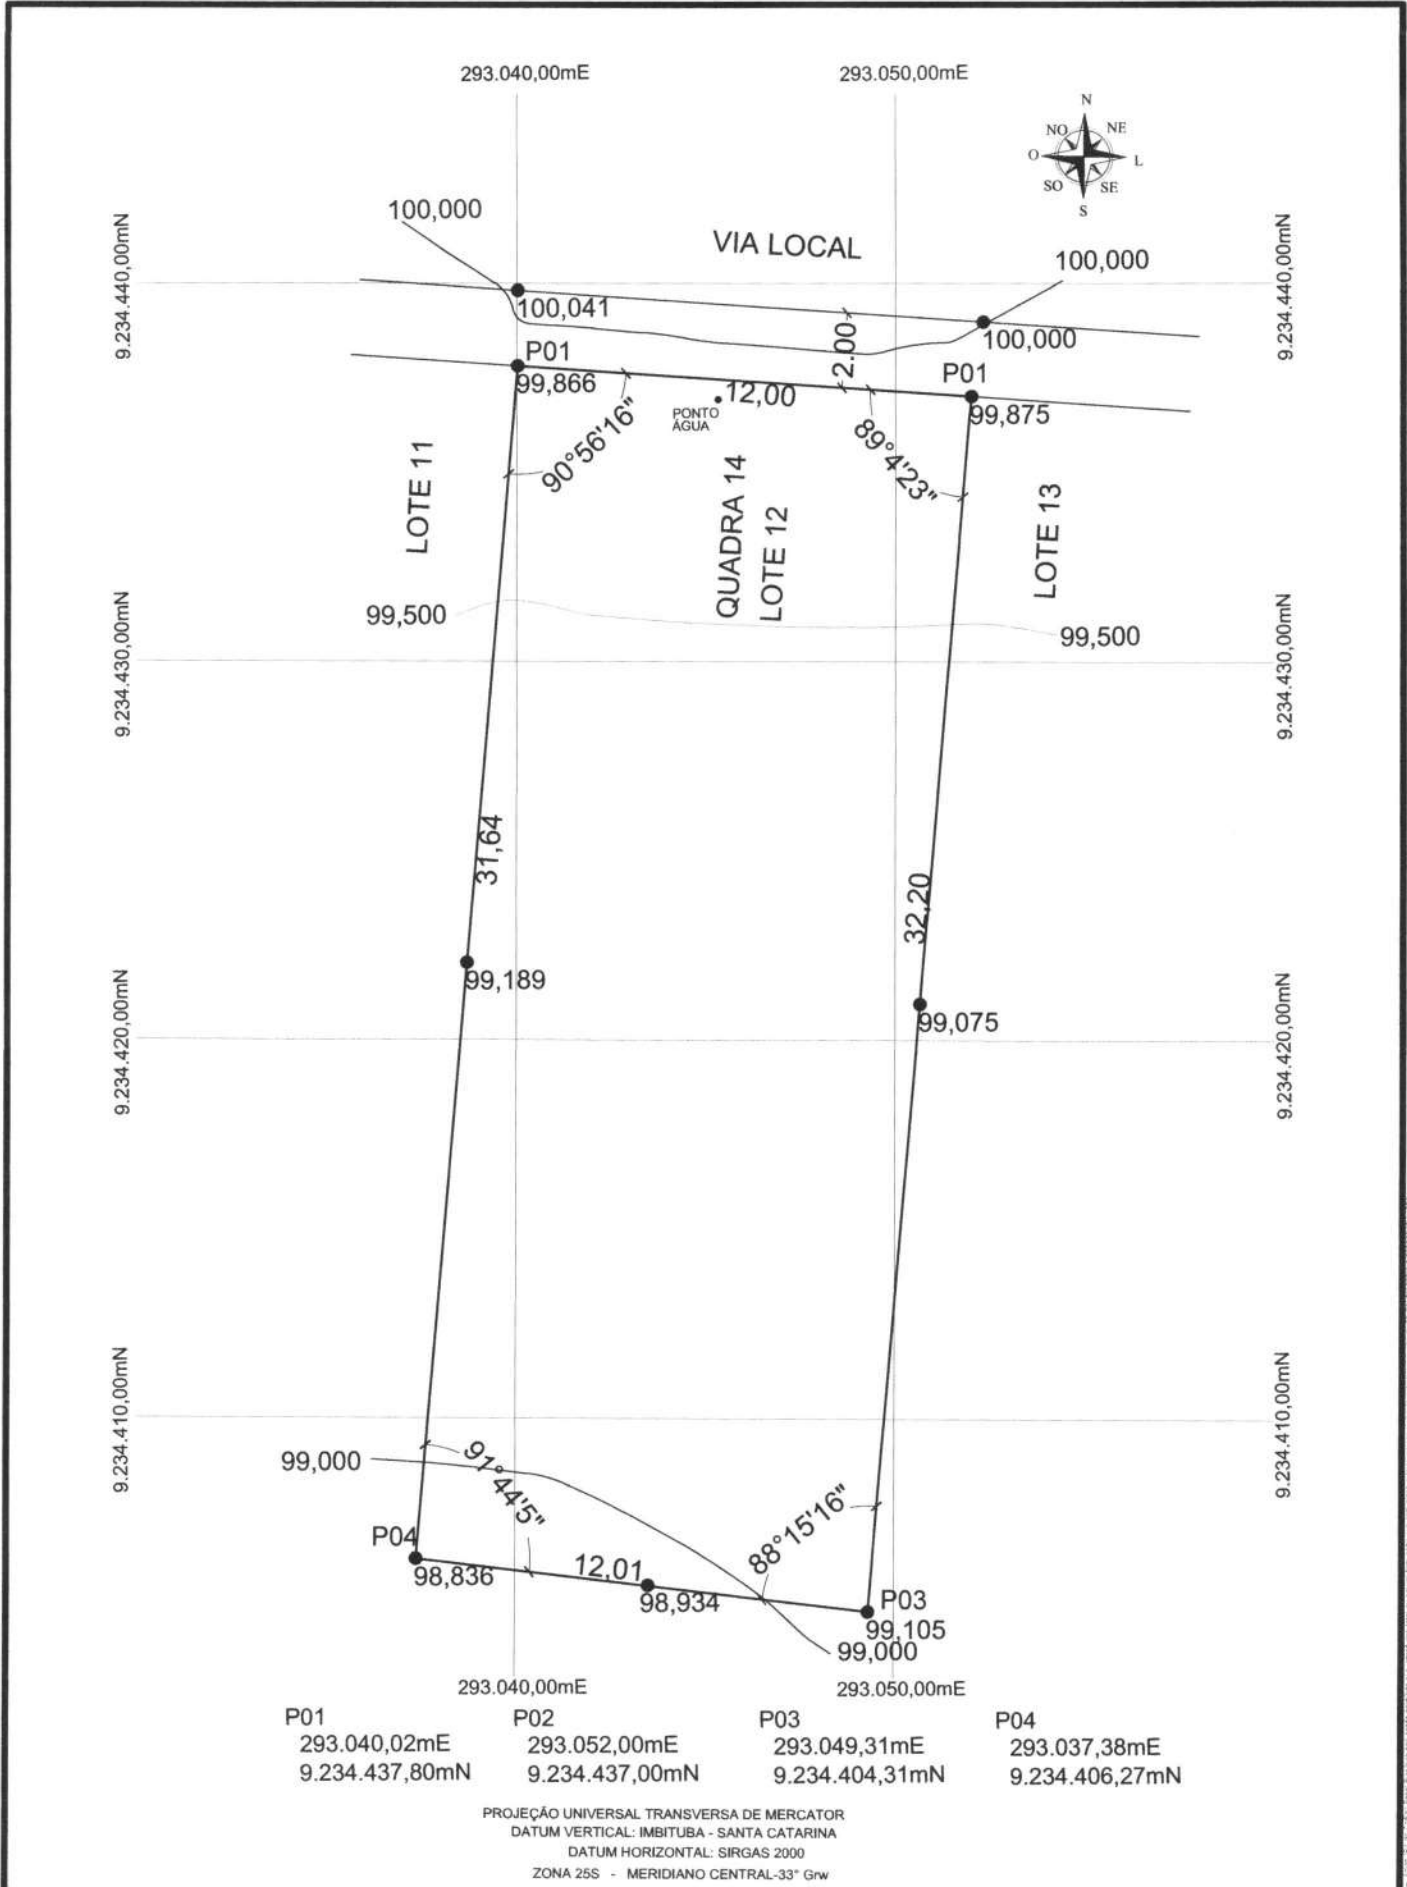 293.040,00mE
293.050,00mE
N
NO
NE
O
L
SO
SE
S
100,000
VIA LOCAL
100,000
9.234.440,00mN
9.234.440,00mN
100,041
100,000
2.00
P01
P01
99,866
12,00
99,875
PONTO
ÁGUA
90°56'16"
89°4'23"
LOTE 11
QUADRA 14
LOTE 12
LOTE 13
99,500
99,500
9.234.430,00mN
9.234.430,00mN
31,64
32,20
99,189
99,075
9.234.420,00mN
9.234.420,00mN
9.234.410,00mN
9.234.410,00mN
99,000
91°44'5"
88°15'16"
P04
98,836
12,01
98,934
P03
99,105
99,000
293.040,00mE
293.050,00mE
P01
293.040,02mE
9.234.437,80mN
P02
293.052,00mE
9.234.437,00mN
P03
293.049,31mE
9.234.404,31mN
P04
293.037,38mE
9.234.406,27mN
PROJEÇÃO UNIVERSAL TRANSVERSA DE MERCATOR
DATUM VERTICAL: IMBITUBA - SANTA CATARINA
DATUM HORIZONTAL: SIRGAS 2000
ZONA 25S - MERIDIANO CENTRAL-33° Grw